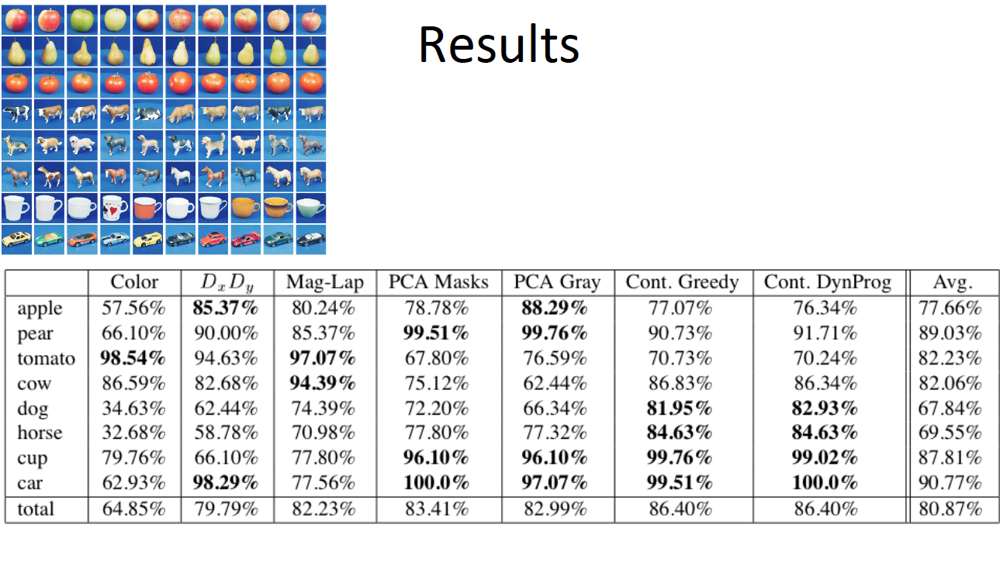 Results
Color D_x D_y Mag-Lap PCA Masks PCA Gray Cont. Greedy Cont. DynProg Avg.
apple 57.56% 85.37% 80.24% 78.78% 88.29% 77.07% 76.34% 77.66%
pear 66.10% 90.00% 85.37% 99.51% 99.76% 90.73% 91.71% 89.03%
tomato 98.54% 94.63% 97.07% 67.80% 76.59% 70.73% 70.24% 82.23%
cow 86.59% 82.68% 94.39% 75.12% 62.44% 86.83% 86.34% 82.06%
dog 34.63% 62.44% 74.39% 72.20% 66.34% 81.95% 82.93% 67.84%
horse 32.68% 58.78% 70.98% 77.80% 77.32% 84.63% 84.63% 69.55%
cup 79.76% 66.10% 77.80% 96.10% 96.10% 99.76% 99.02% 87.81%
car 62.93% 98.29% 77.56% 100.0% 97.07% 99.51% 100.0% 90.77%
total 64.85% 79.79% 82.23% 83.41% 82.99% 86.40% 86.40% 80.87%